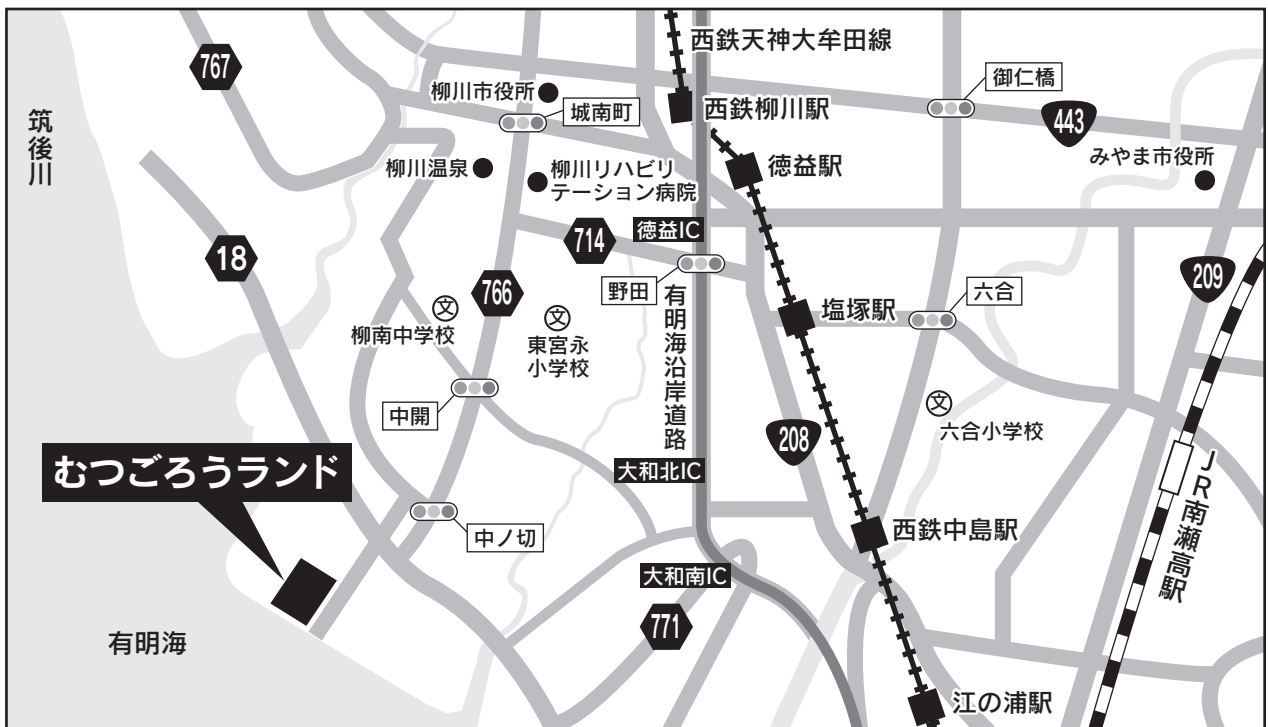 西鉄天神大牟田線
767
御仁橋
柳川市役所
城南町
西鉄柳川駅
443
筑後川
みやま市役所
柳川温泉
柳川リハビリ
テーション病院
徳益駅
徳益IC
714
18
209
野田
766
六合
塩塚駅
柳南中学校
文
文
東宮永
小学校
有明海沿岸道路
文
六合小学校
中開
208
むつごろうランド
大和北IC
JR南瀬高駅
中ノ切
西鉄中島駅
大和南IC
771
有明海
江の浦駅